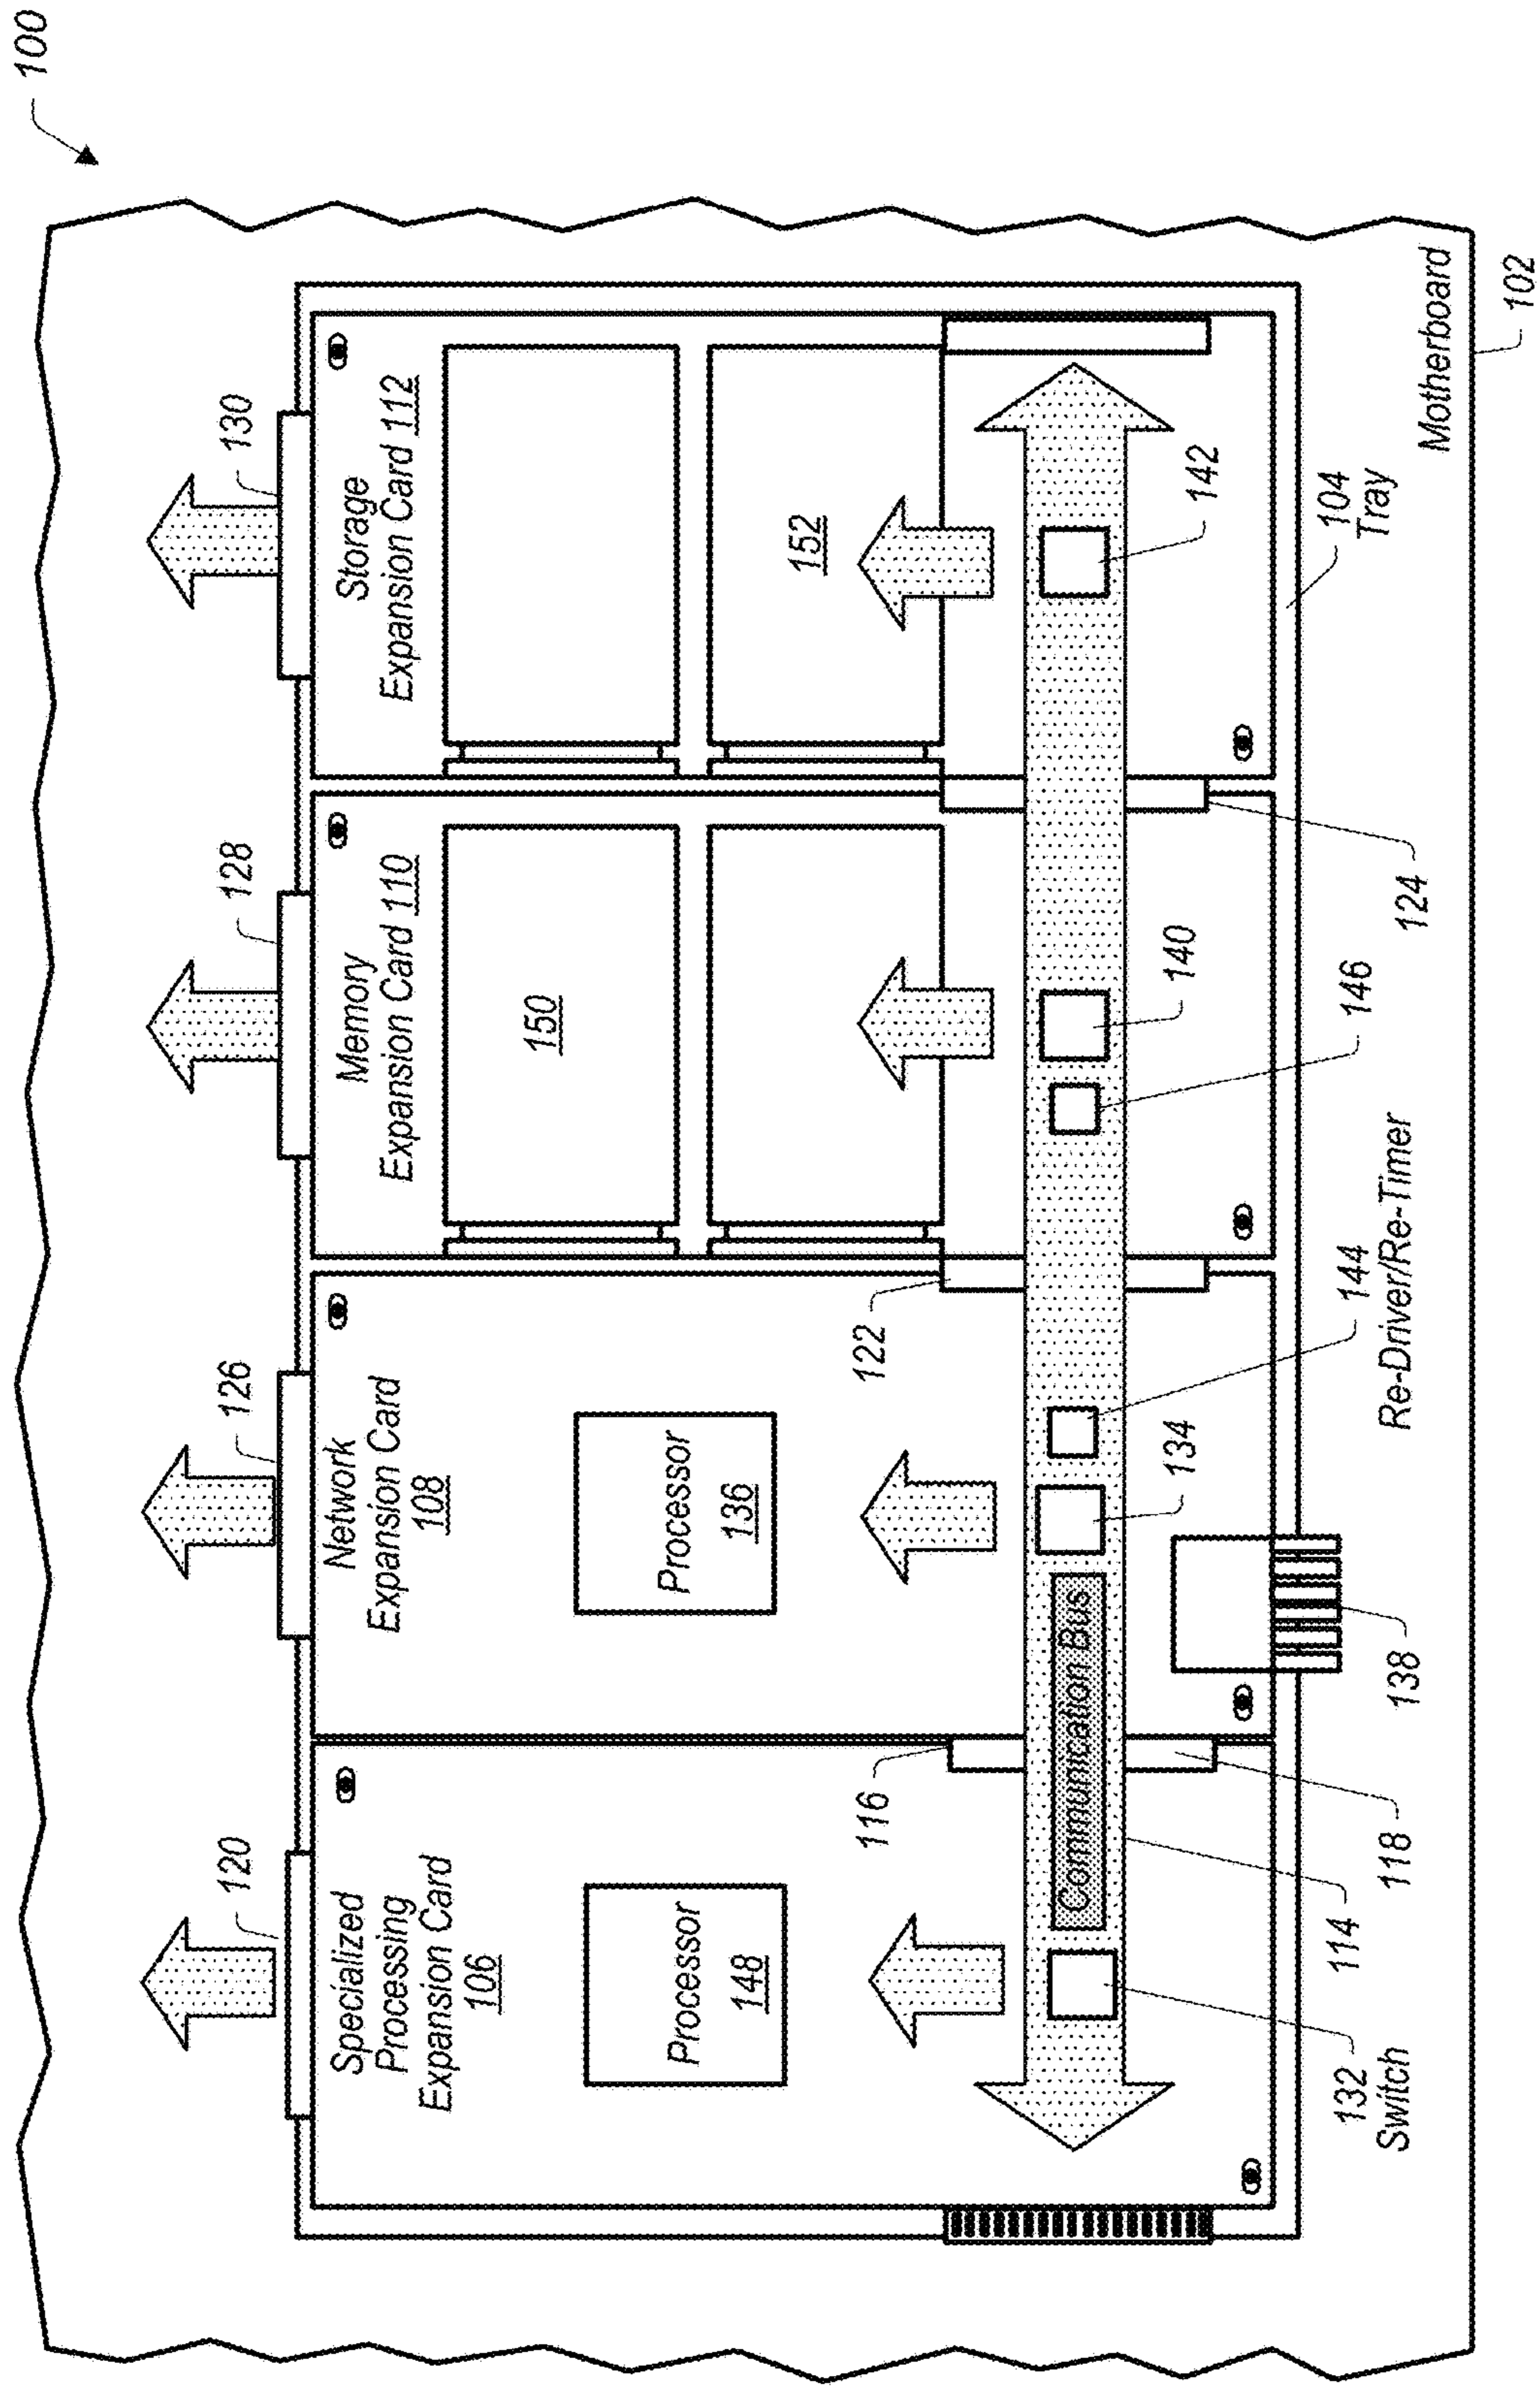 100
120
126
128
130
Specialized
Processing
Expansion Card
106
Network
Expansion Card
108
Memory
Expansion Card 110
Storage
Expansion Card 112
Processor
148
Processor
136
150
152
116
122
Communication Bus
132
Switch
114
118
138
134
144
Re-Driver/Re-Timer
146
140
124
142
104
Tray
Motherboard
102